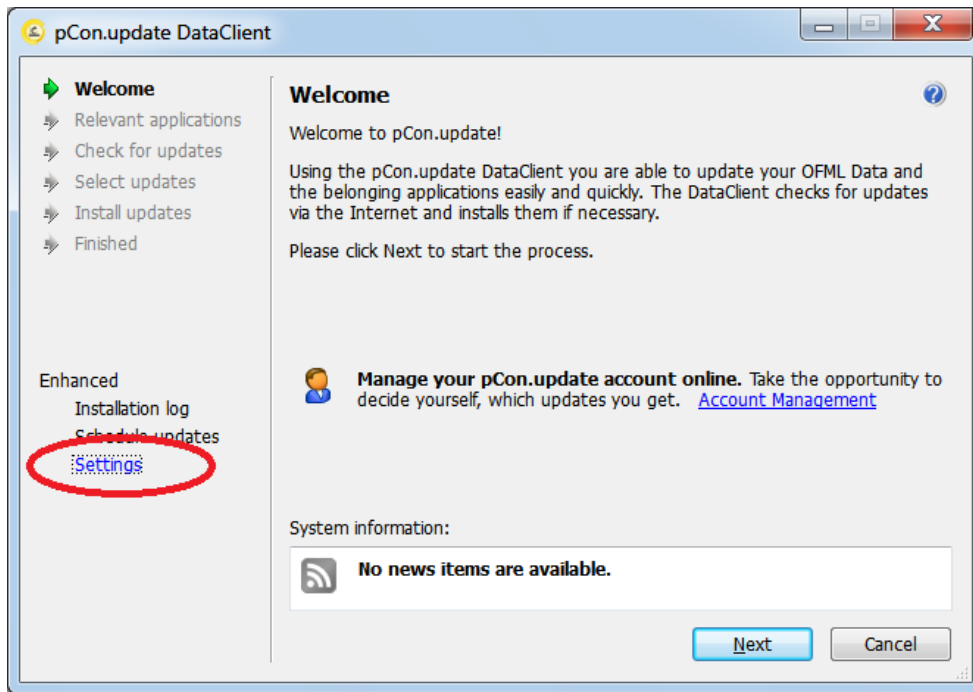 pCon.update DataClient
Welcome
Relevant applications
Check for updates
Select updates
Install updates
Finished
Enhanced
Installation log
Schedule updates
Settings
Welcome
Welcome to pCon.update!
Using the pCon.update DataClient you are able to update your OFML Data and
the belonging applications easily and quickly. The DataClient checks for updates
via the Internet and installs them if necessary.
Please click Next to start the process.
Manage your pCon.update account online. Take the opportunity to
decide yourself, which updates you get. Account Management
System information:
No news items are available.
Next
Cancel